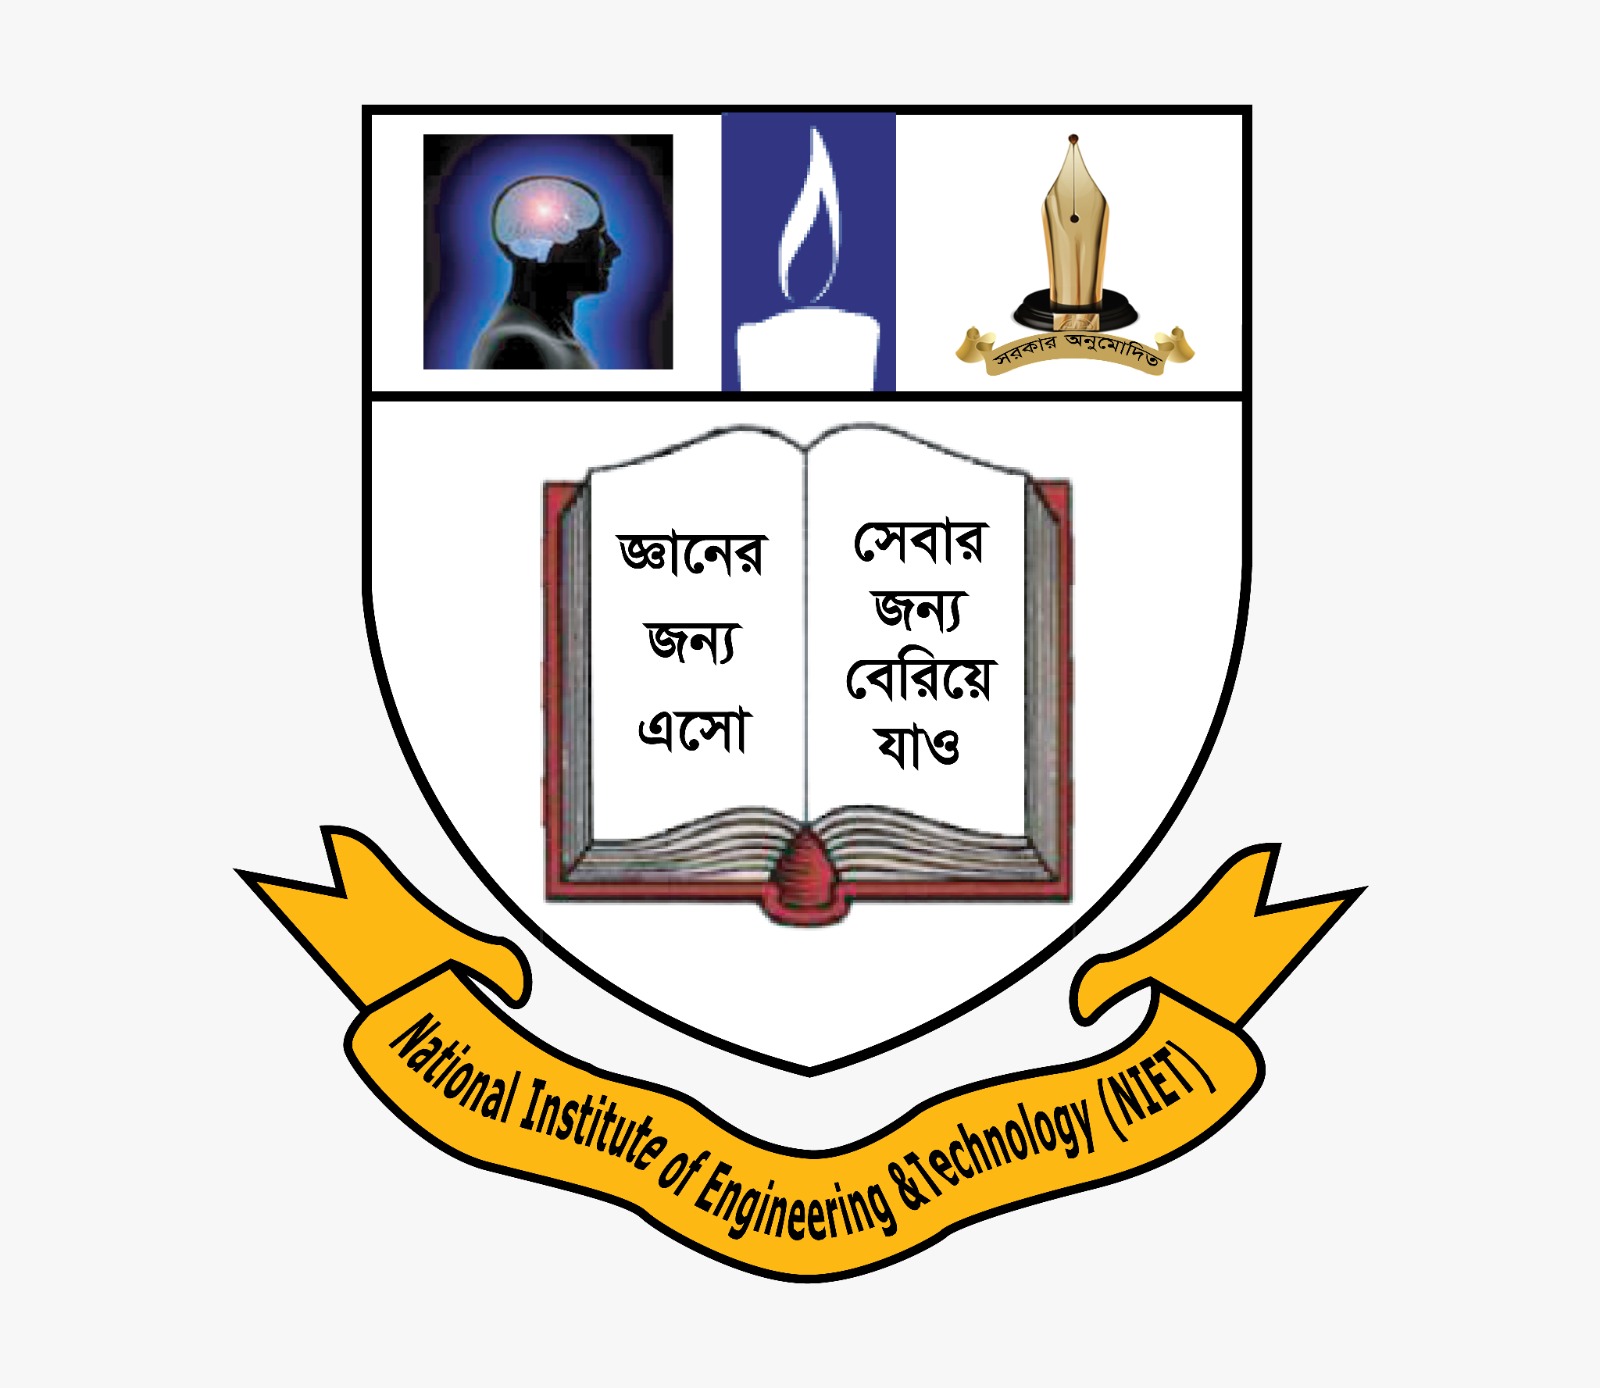 সরকার অনুমোদিত
জ্ঞানের
জন্য
এসো
সেবার
জন্য
বেরিয়ে
যাও
National Institute of Engineering &Technology (NIET)